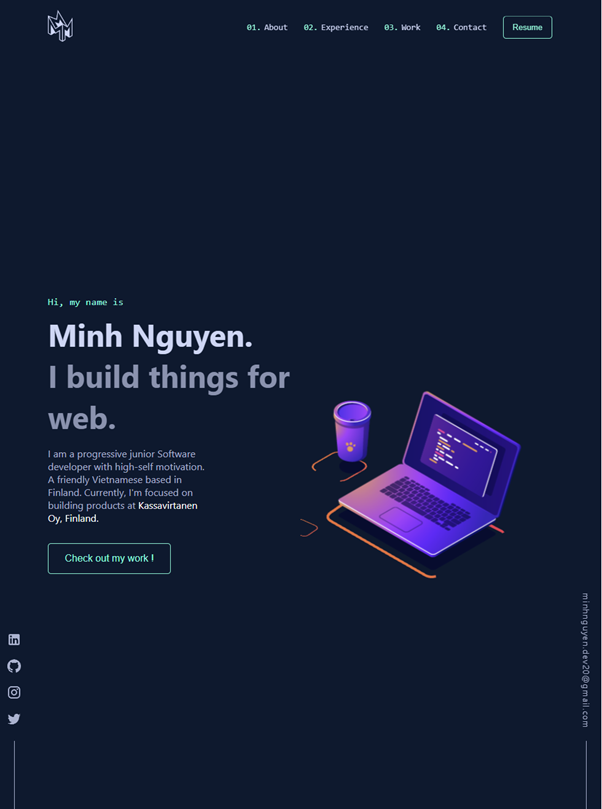 01. About 02. Experience 03. Work 04. Contact Resume
Hi, my name is
Minh Nguyen.
I build things for
web.
I am a progressive junior Software
developer with high-self motivation.
A friendly Vietnamese based in
Finland. Currently, I'm focused on
building products at Kassavirtanen
Oy, Finland.
Check out my work !
minhnguyen.dev20@gmail.com